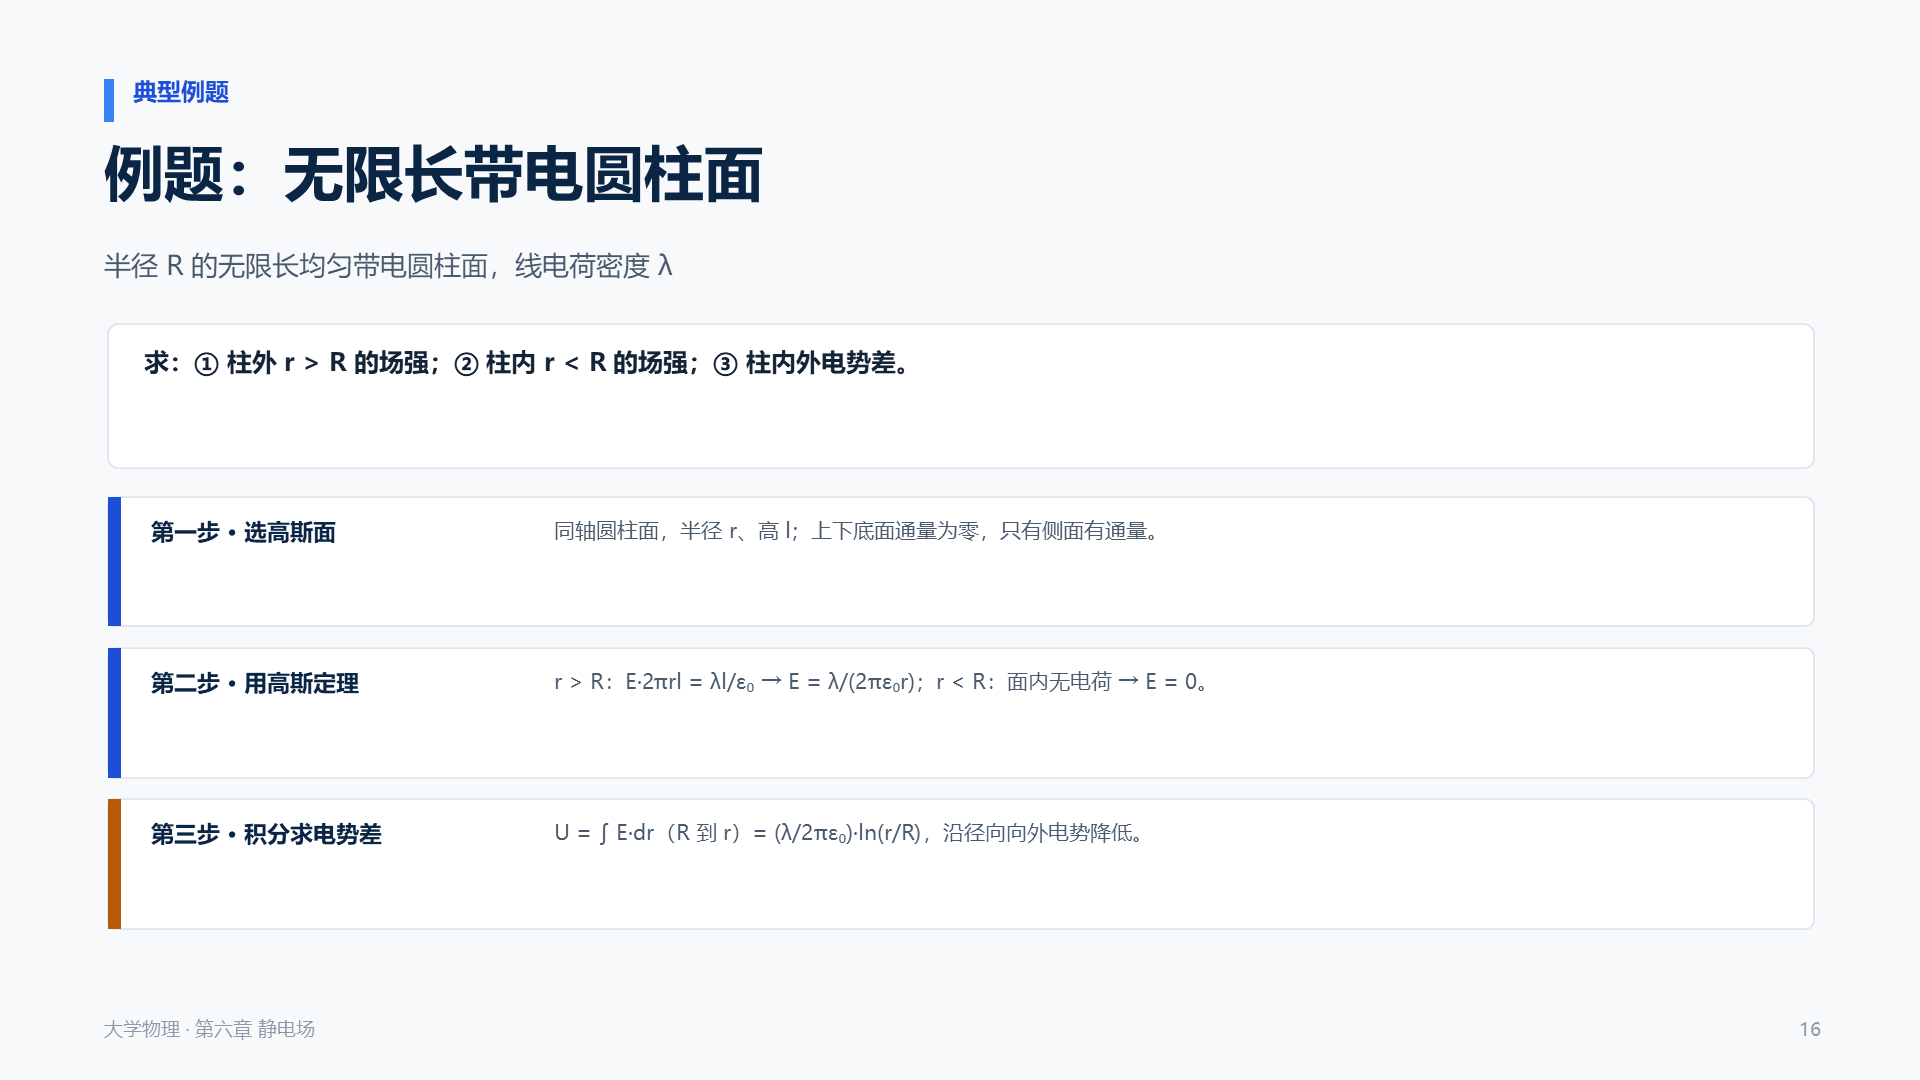 典型例题
例题：无限长带电圆柱面
半径 R 的无限长均匀带电圆柱面，线电荷密度 λ
求：① 柱外 r > R 的场强；② 柱内 r < R 的场强；③ 柱内外电势差。
第一步 · 选高斯面
同轴圆柱面，半径 r、高 l；上下底面通量为零，只有侧面有通量。
第二步 · 用高斯定理
r > R：E·2πrl = λl/ε₀ → E = λ/(2πε₀r)；r < R：面内无电荷 → E = 0。
第三步 · 积分求电势差
U = ∫ E·dr（R 到 r）= (λ/2πε₀)·ln(r/R)，沿径向向外电势降低。
大学物理 · 第六章 静电场
16